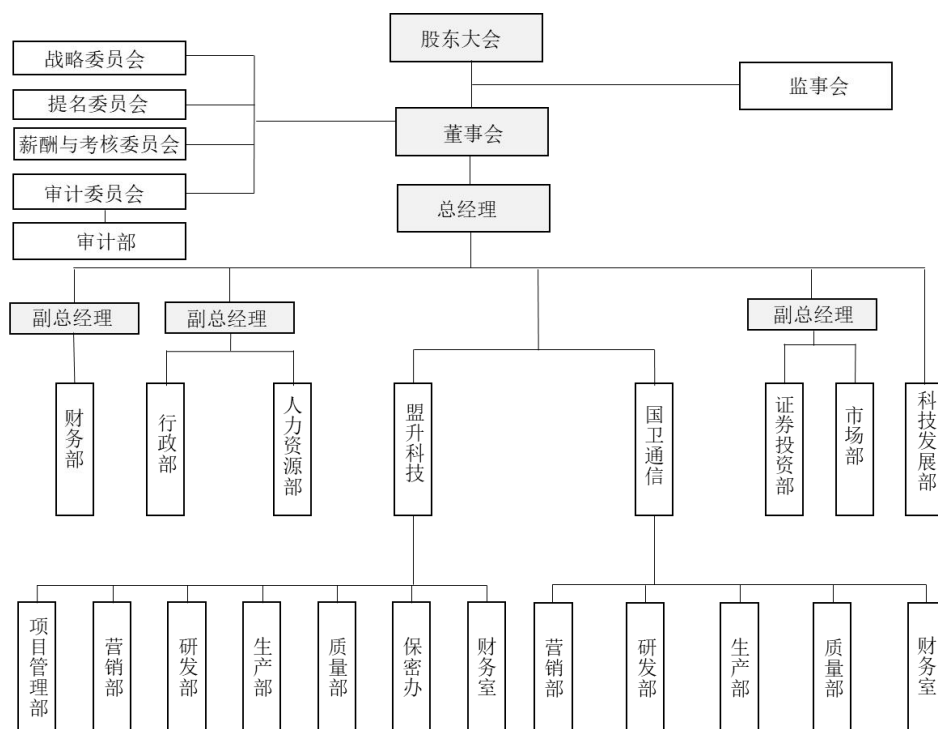 股东大会
战略委员会
监事会
提名委员会
董事会
薪酬与考核委员会
审计委员会
总经理
审计部
副总经理
副总经理
副总经理
财务部
行政部
人力资源部
盟升科技
国卫通信
证券投资部
市场部
科技发展部
项目管理部
营销部
研发部
生产部
质量部
保密办
财务室
营销部
研发部
生产部
质量部
财务室